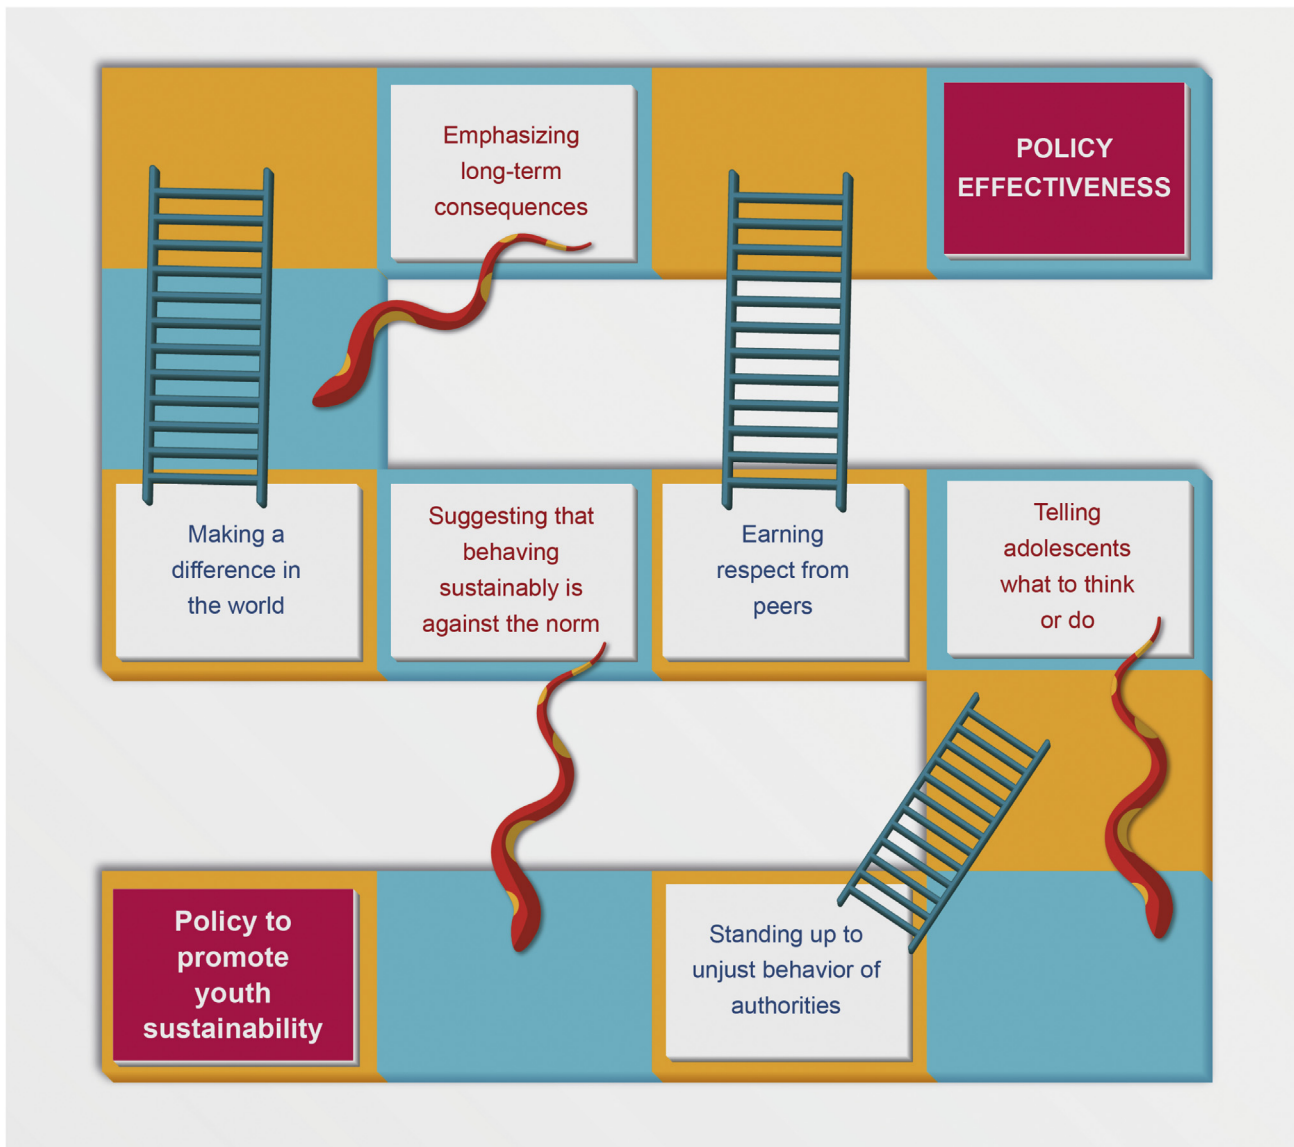 Emphasizing
long-term
consequences
POLICY
EFFECTIVENESS
Making a
difference in
the world
Suggesting that
behaving
sustainably is
against the norm
Earning
respect from
peers
Telling
adolescents
what to think
or do
Policy to
promote
youth
sustainability
Standing up to
unjust behavior of
authorities